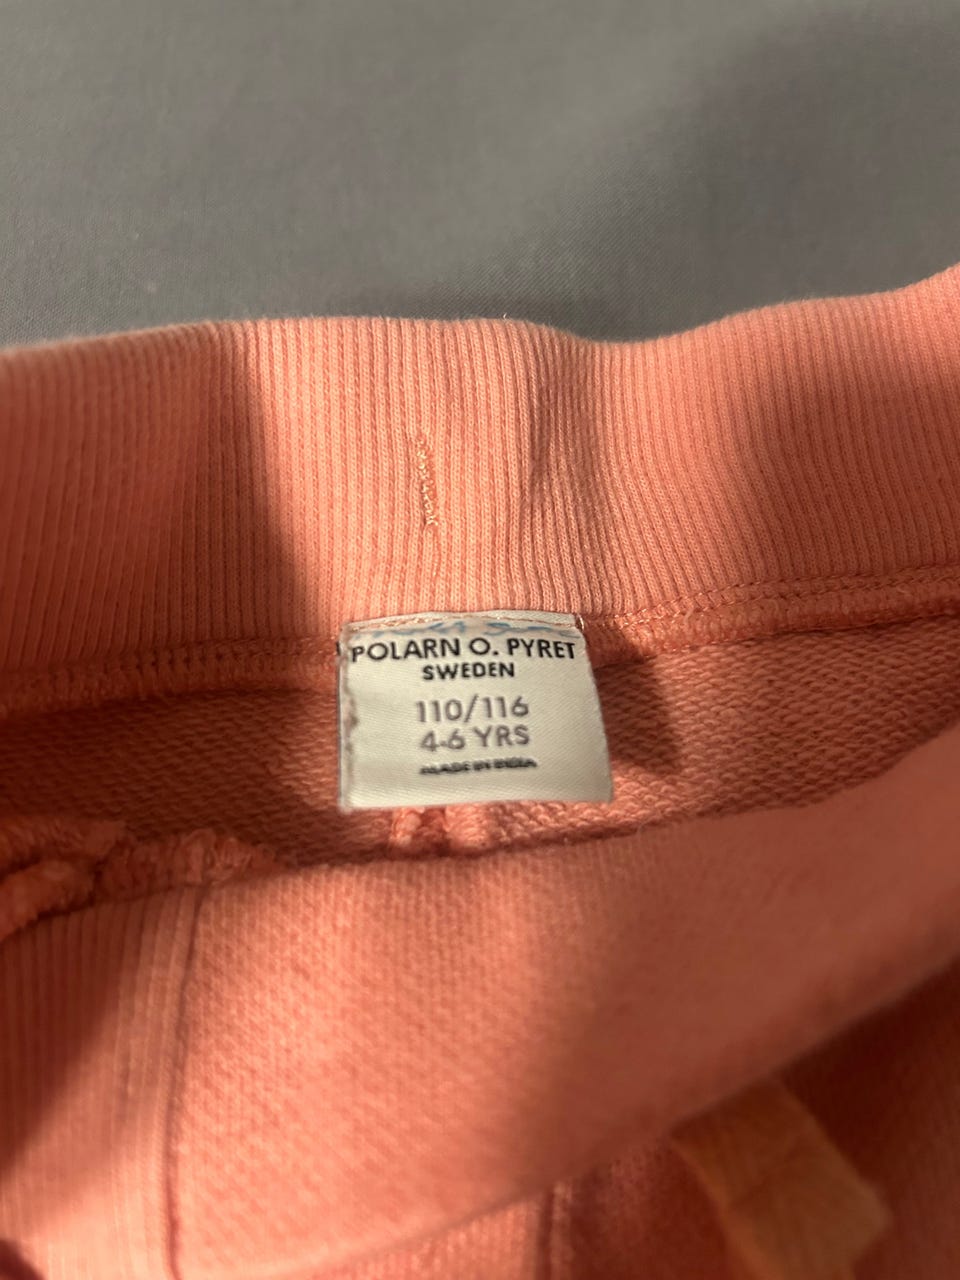 POLARN O. PYRET
SWEDEN
110/116
4-6 YRS
MADE IN INDIA